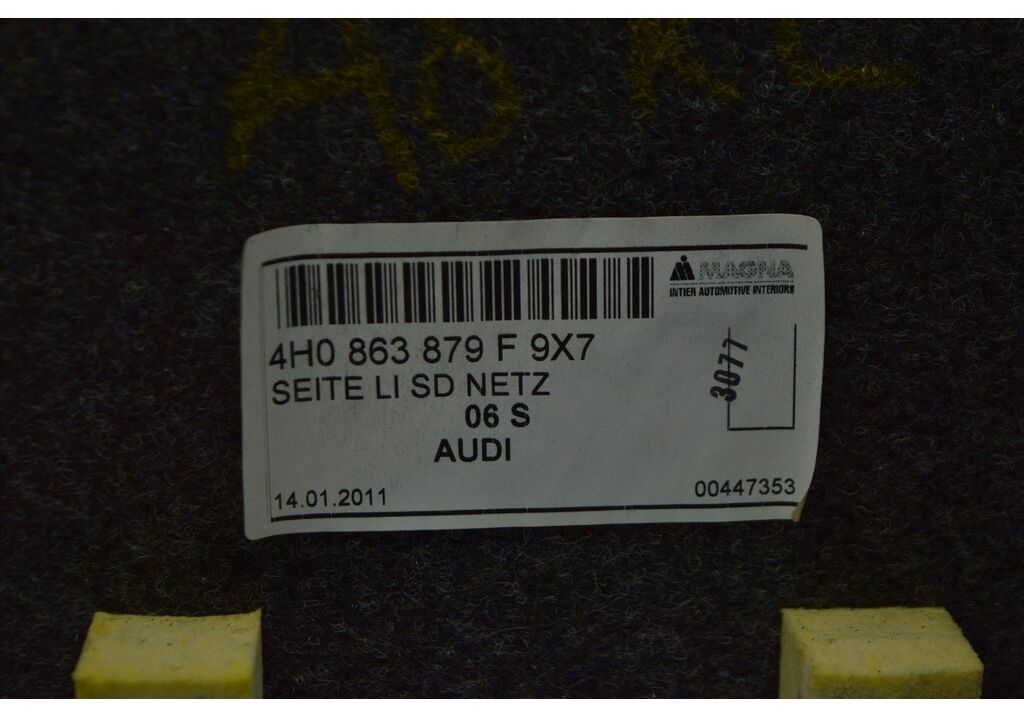 MAGNA
INTIER AUTOMOTIVE INTERIORS
4H0 863 879 F 9X7
SEITE LI SD NETZ
06 S
AUDI
3077
14.01.2011
00447353